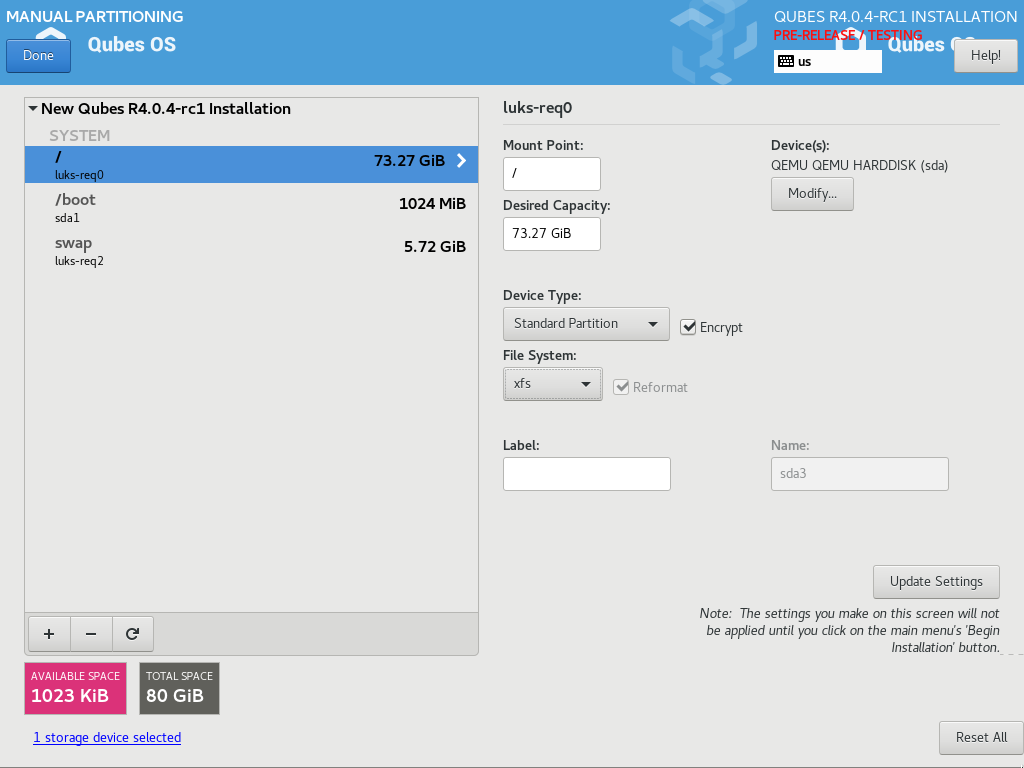 MANUAL PARTITIONING
QUBES R4.0.4-RC1 INSTALLATION
PRE-RELEASE / TESTING
Done
Qubes OS
Qubes
us
Help!
New Qubes R4.0.4-rc1 Installation
SYSTEM
/
73.27 GiB
luks-req0
/boot
1024 MiB
sda1
swap
5.72 GiB
luks-req2
+ −
AVAILABLE SPACE
1023 KiB
TOTAL SPACE
80 GiB
1 storage device selected
luks-req0
Mount Point:
/
Desired Capacity:
73.27 GiB
Device(s):
QEMU QEMU HARDDISK (sda)
Modify...
Device Type:
Standard Partition
Encrypt
File System:
xfs
Reformat
Label:
Name:
sda3
Update Settings
Note: The settings you make on this screen will not
be applied until you click on the main menu's 'Begin
Installation' button.
Reset All